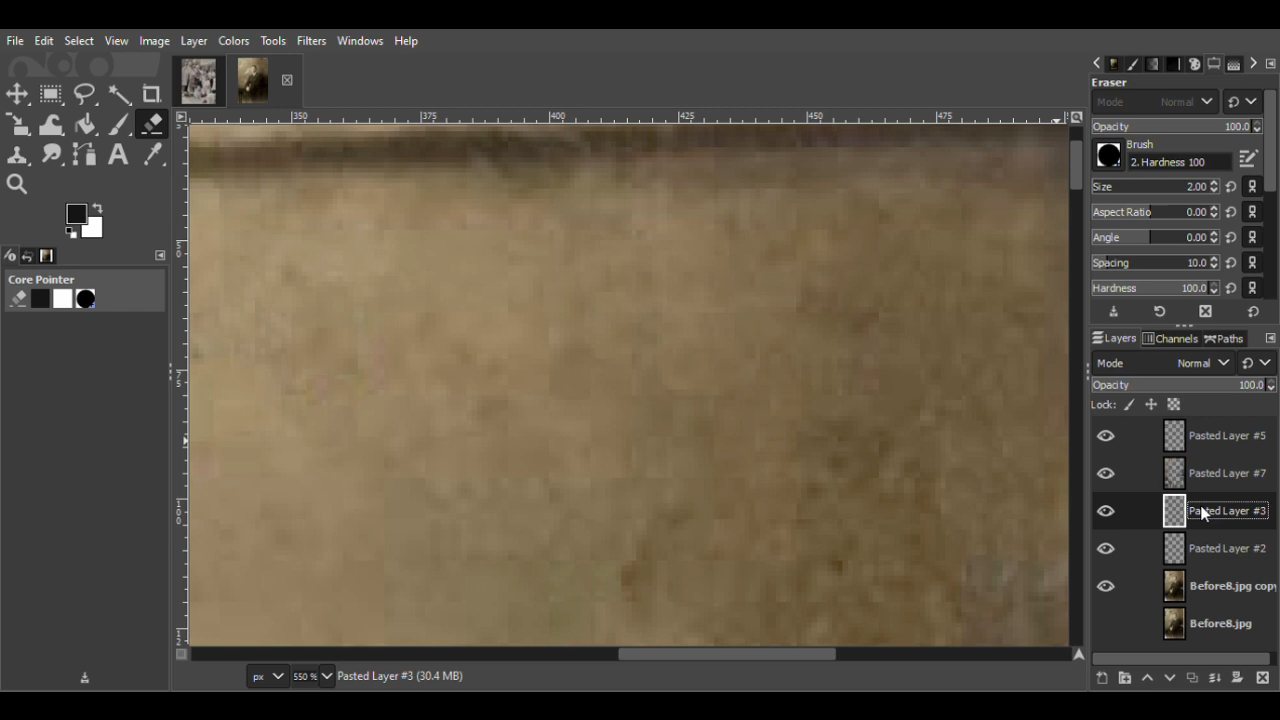 File Edit Select View Image Layer Colors Tools Filters Windows Help
Eraser
Mode Normal
Opacity 100.0
Brush
2. Hardness 100
Size 2.00
Aspect Ratio 0.00
Angle 0.00
Spacing 10.0
Hardness 100.0
Core Pointer
350 375 400 425 450 475
Layers Channels Paths
Mode Normal
Opacity 100.0
Lock:
Pasted Layer #5
Pasted Layer #7
Pasted Layer #3
Pasted Layer #2
Before8.jpg copy
Before8.jpg
px 550 % Pasted Layer #3 (30.4 MB)